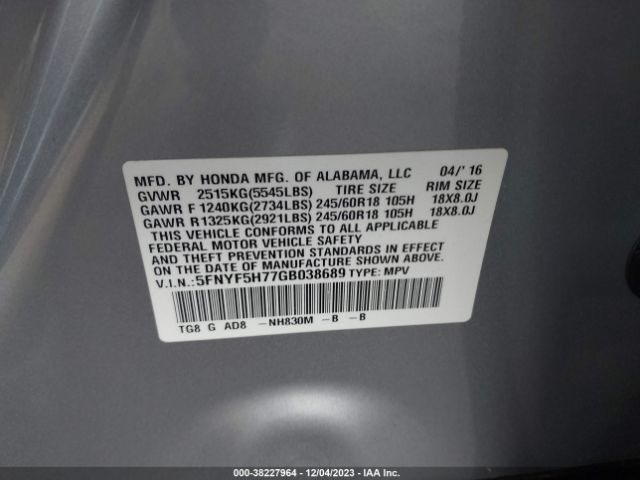 MFD. BY HONDA MFG. OF ALABAMA, LLC 04/'16
GVWR 2515KG(5545LBS) TIRE SIZE RIM SIZE
GAWR F 1240KG(2734LBS) 245/60R18 105H 18X8.0J
GAWR R 1325KG(2921LBS) 245/60R18 105H 18X8.0J
THIS VEHICLE CONFORMS TO ALL APPLICABLE
FEDERAL MOTOR VEHICLE SAFETY
AND THEFT PREVENTION STANDARDS IN EFFECT
ON THE DATE OF MANUFACTURE SHOWN ABOVE.
V.I.N.: 5FNYF5H77GB038689 TYPE: MPV
TG8 G AD8 -NH830M -B -B
000-38227964 - 12/04/2023 - IAA, Inc.